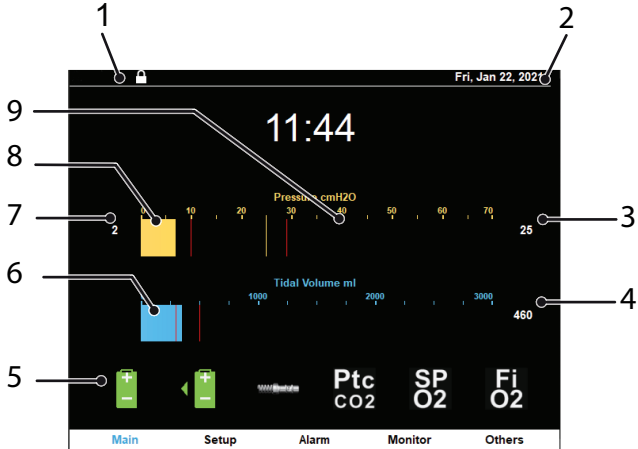 1
2
Fri, Jan 22, 2021
9
11:44
8
Pressure cmH2O
0 10 20 30 40 50 60 70
7
2
25
3
6
Tidal Volume ml
1000 2000 3000
460
4
5
Ptc SP Fi
CO2 O2 O2
Main Setup Alarm Monitor Others